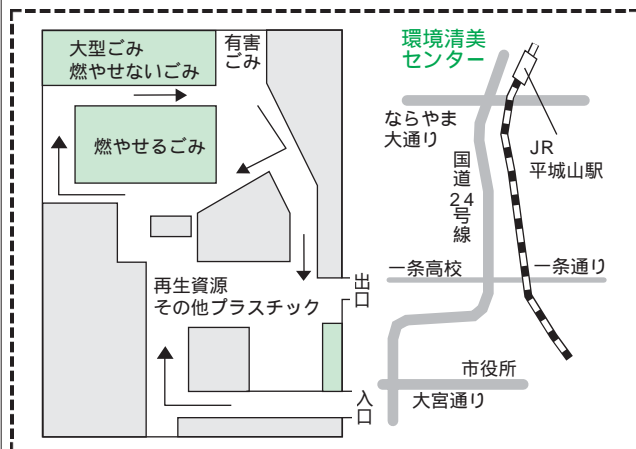 大型ごみ
燃やせないごみ
有害
ごみ
燃やせるごみ
再生資源
その他プラスチック
出口
入口
環境清美
センター
ならやま
大通り
国道24号線
JR
平城山駅
一条高校
一条通り
市役所
大宮通り